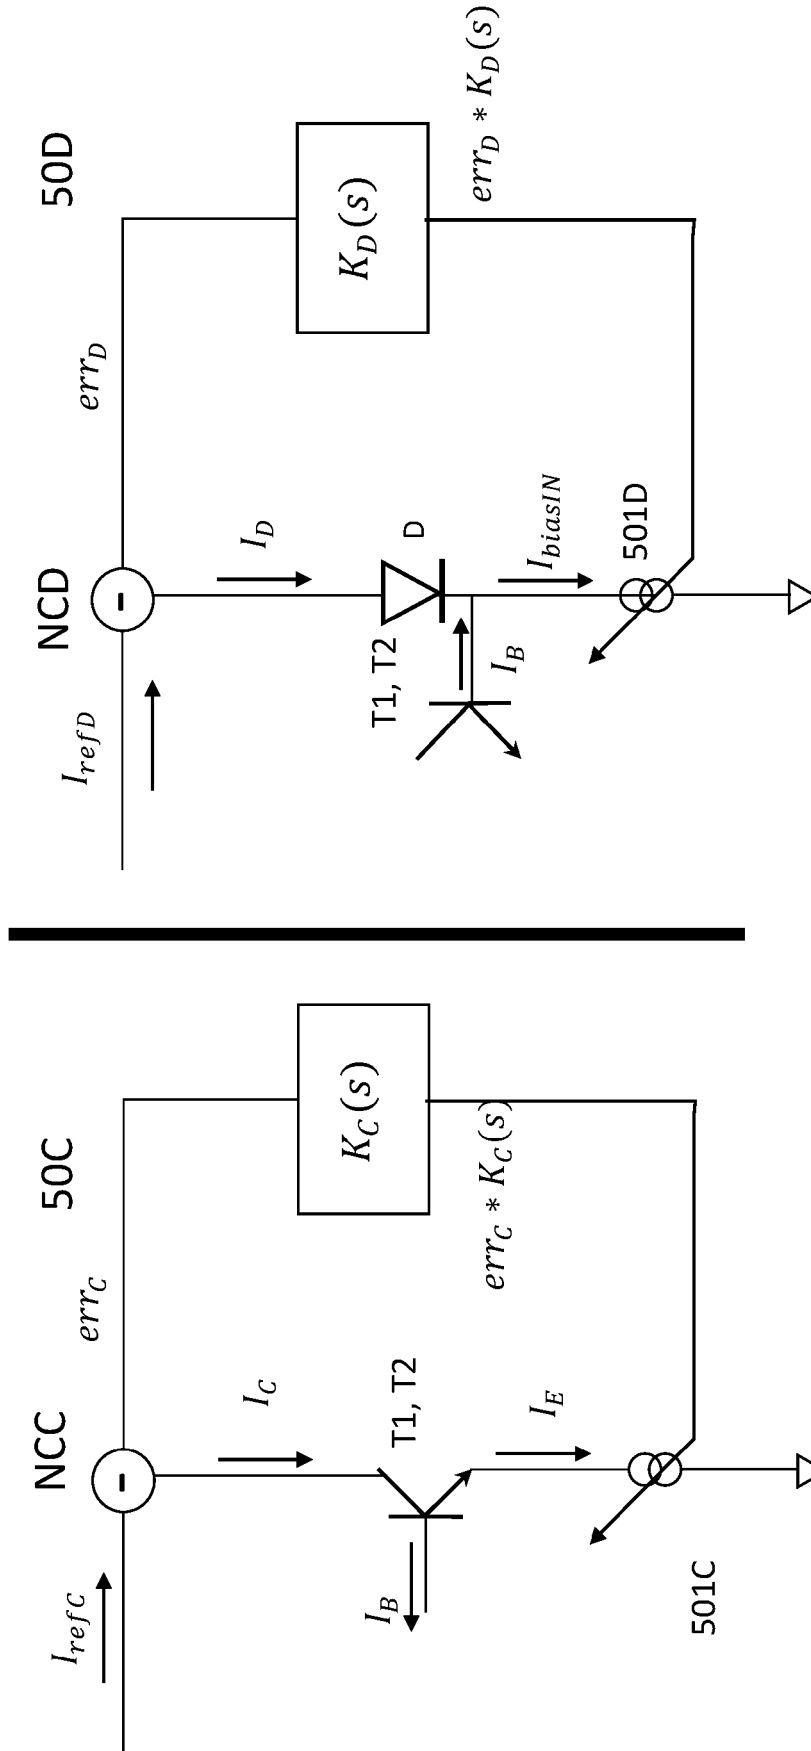 NCC
50C
I_refC
-
err_C
I_C
K_C(s)
I_B
T1, T2
err_C * K_C(s)
I_E
501C
NCD
50D
I_refD
-
err_D
I_D
K_D(s)
T1, T2
D
I_B
I_biasIN
err_D * K_D(s)
501D